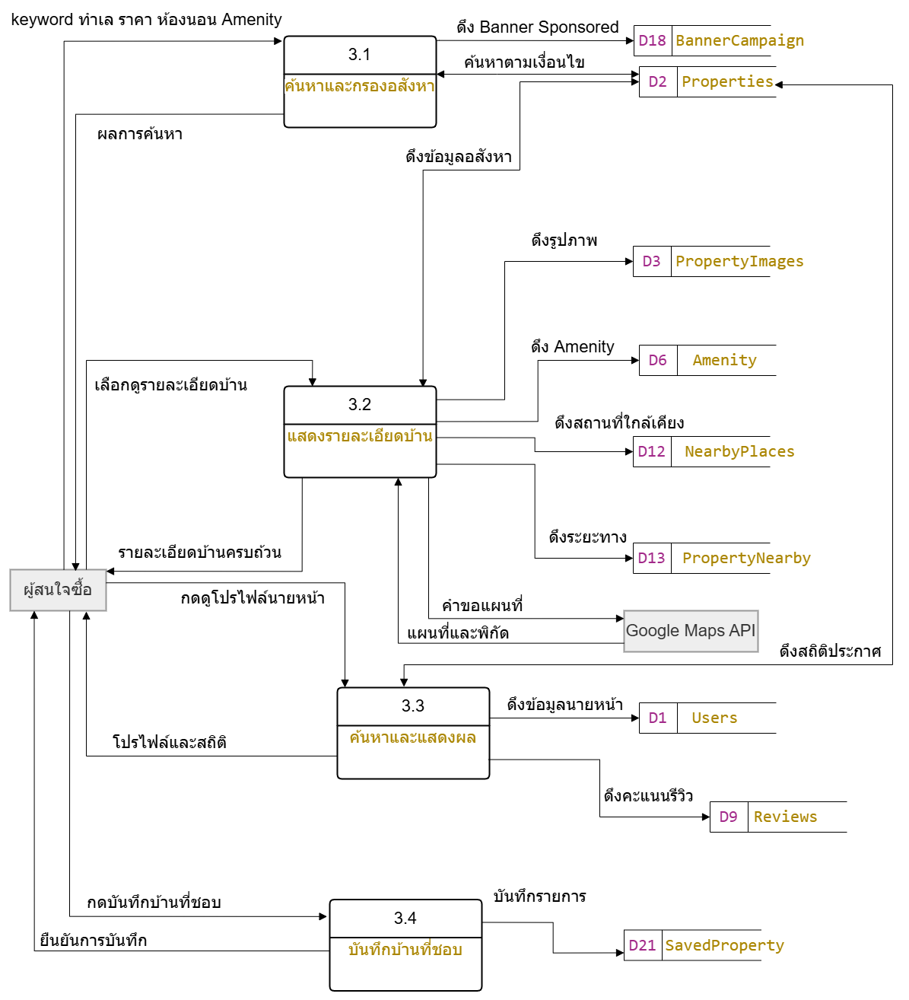 keyword ทำเล ราคา ห้องนอน Amenity
ดึง Banner Sponsored
D18 BannerCampaign
3.1
ค้นหาและกรองอสังหา
ค้นหาตามเงื่อนไข
D2 Properties
ผลการค้นหา
ดึงข้อมูลอสังหา
ดึงรูปภาพ
D3 PropertyImages
ดึง Amenity
D6 Amenity
เลือกดูรายละเอียดบ้าน
3.2
แสดงรายละเอียดบ้าน
ดึงสถานที่ใกล้เคียง
D12 NearbyPlaces
ดึงระยะทาง
D13 PropertyNearby
รายละเอียดบ้านครบถ้วน
ผู้สนใจซื้อ
กดดูโปรไฟล์นายหน้า
คำขอแผนที่
แผนที่และพิกัด
Google Maps API
ดึงสถิติประกาศ
3.3
ค้นหาและแสดงผล
ดึงข้อมูลนายหน้า
D1 Users
โปรไฟล์และสถิติ
ดึงคะแนนรีวิว
D9 Reviews
กดบันทึกบ้านที่ชอบ
3.4
บันทึกบ้านที่ชอบ
บันทึกรายการ
D21 SavedProperty
ยืนยันการบันทึก